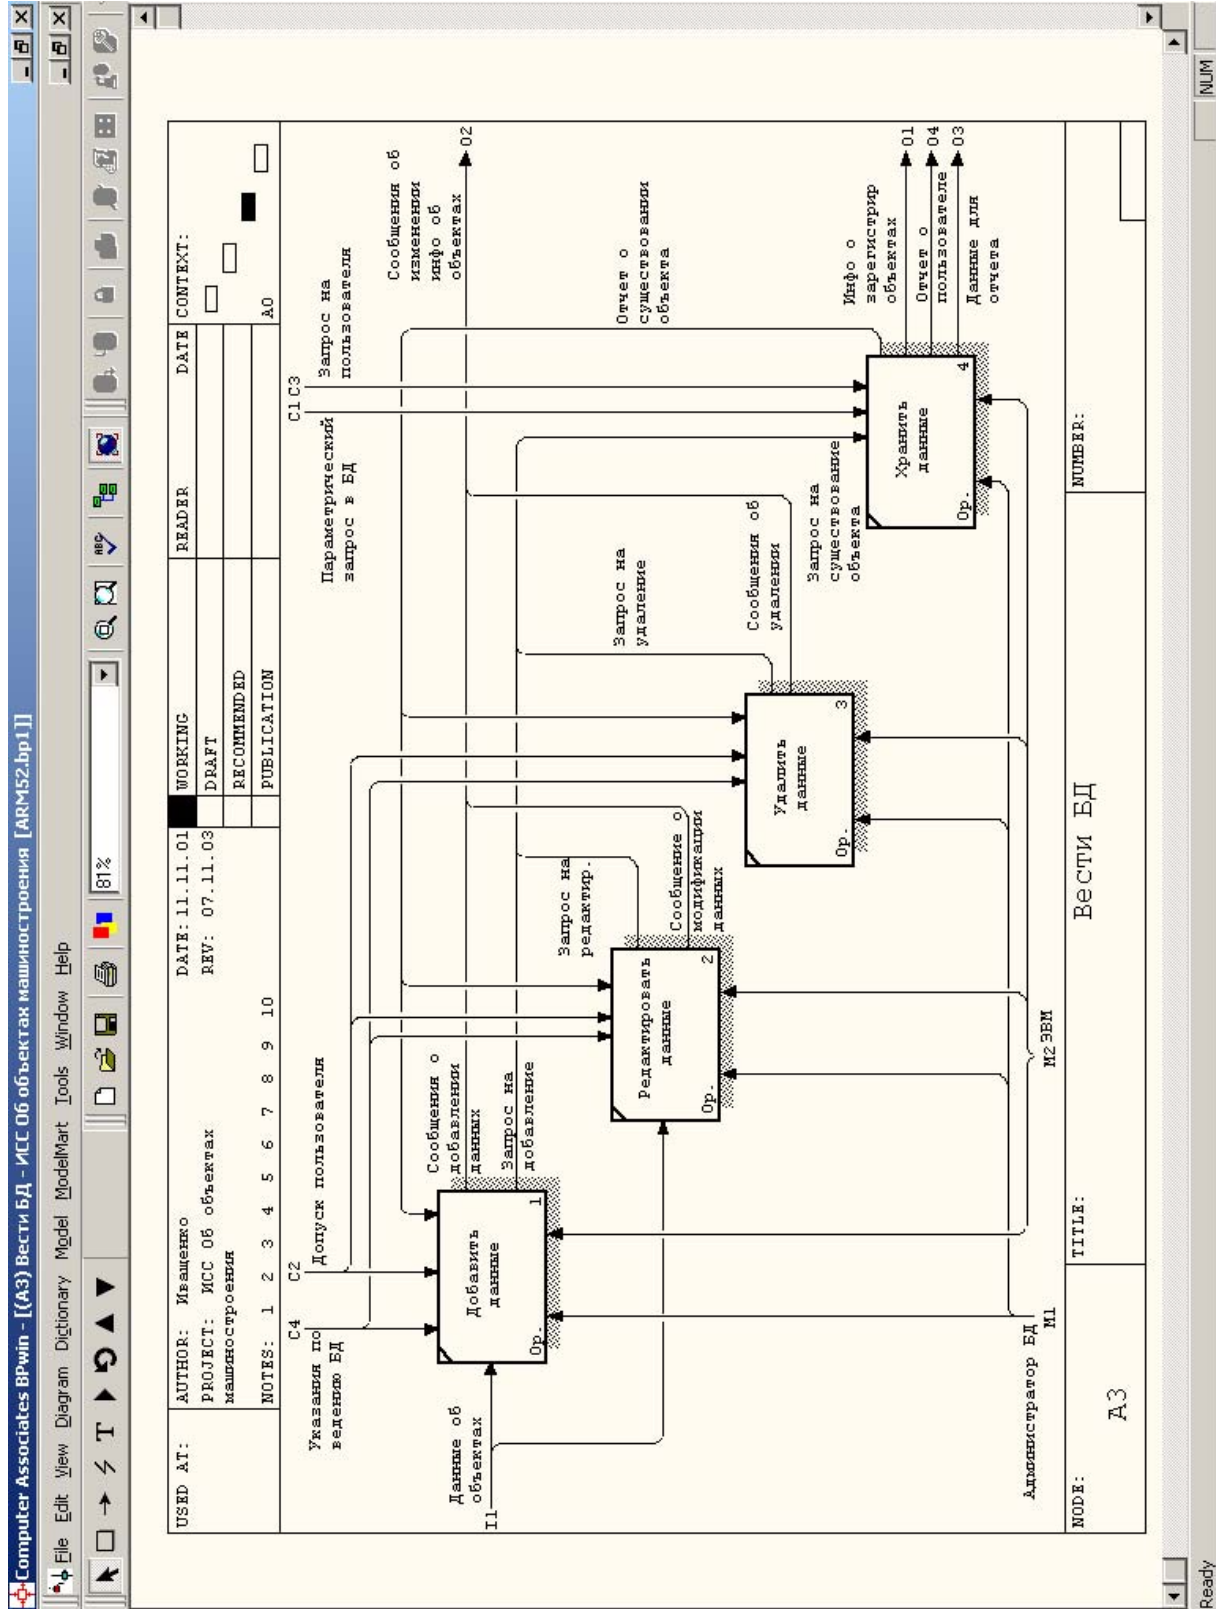 Computer Associates BPwin - [(A3) Вести БД - ИСС Об объектах машиностроения [ARM52.bp1]]
File Edit View Diagram Dictionary Model ModelMart Tools Window Help
T
81%
ABC
USED AT:
AUTHOR: Иващенко
PROJECT: ИСС Об объектах
машиностроения
NOTES: 1 2 3 4 5 6 7 8 9 10
DATE: 11.11.01
REV: 07.11.03
WORKING
DRAFT
RECOMMENDED
PUBLICATION
READER
DATE
CONTEXT:
A0
C4
Указания по
ведению БД
C2
Допуск пользователя
C1
Параметрический
запрос в БД
C3
Запрос на
пользователя
I1
Данные об
объектах
Добавить
данные
Ор.
1
Сообщения о
добавлении
данных
Запрос на
добавление
Редактировать
данные
Ор.
2
Запрос на
редактир.
Сообщение о
модификации
данных
Удалить
данные
Ор.
3
Запрос на
удаление
Сообщения об
удалении
Запрос на
существование
объекта
Хранить
данные
Ор.
4
Сообщения об
изменении
инфо об
объектах
O2
Отчет о
существовании
объекта
Инфо о
зарегистрир
объектах
O1
Отчет о
пользователе
O4
Данные для
отчета
O3
Администратор БД
M1
M2 ЭВМ
NODE:
A3
TITLE:
Вести БД
NUMBER:
Ready
NUM